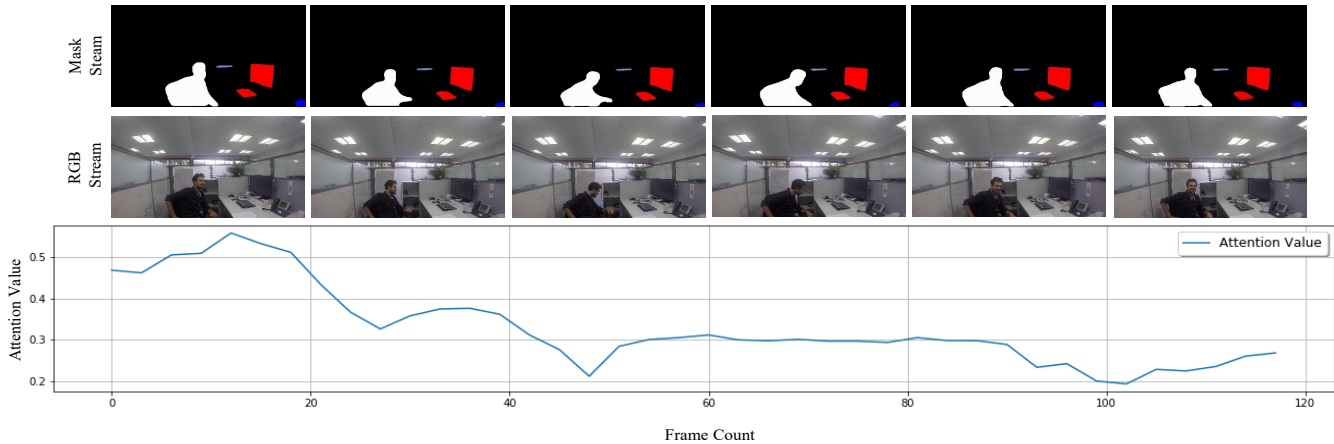 Mask
Steam
RGB
Stream
Attention Value
0.5
0.4
0.3
0.2
Attention Value
0 20 40 60 80 100 120
Frame Count